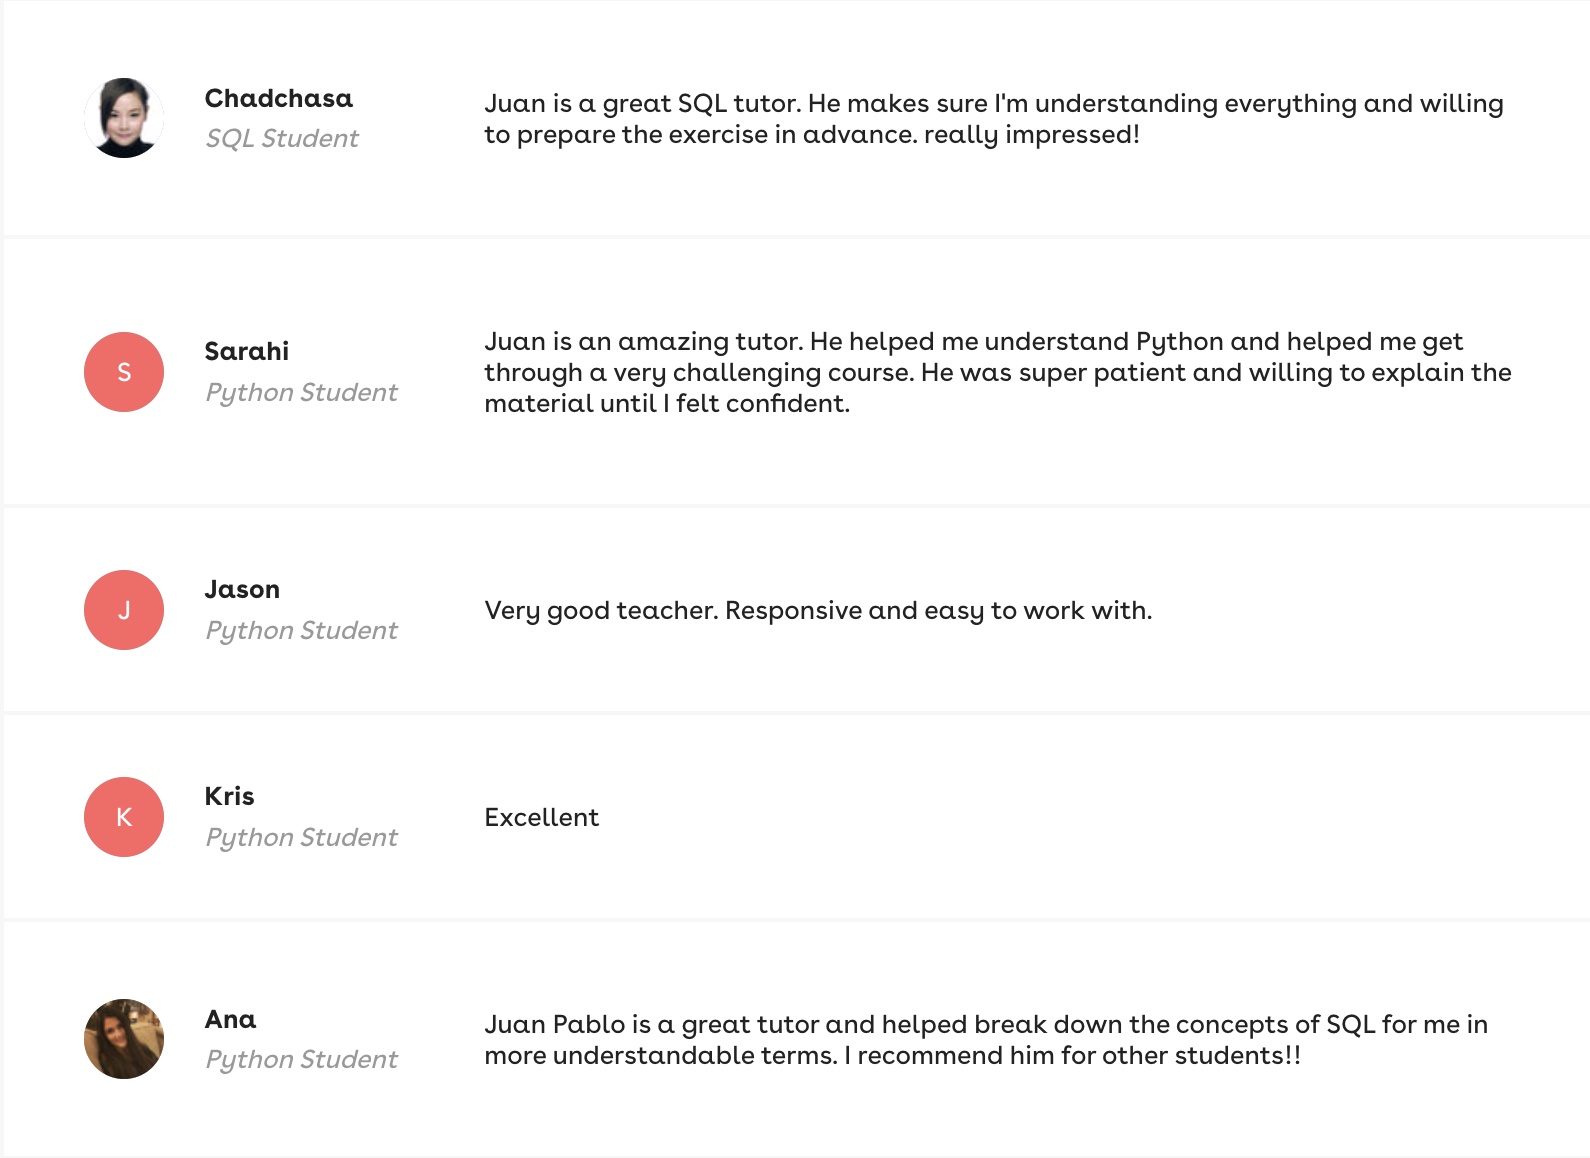 Chadchasa
SQL Student
Juan is a great SQL tutor. He makes sure I'm understanding everything and willing
to prepare the exercise in advance. really impressed!
S
Sarahi
Python Student
Juan is an amazing tutor. He helped me understand Python and helped me get
through a very challenging course. He was super patient and willing to explain the
material until I felt confident.
J
Jason
Python Student
Very good teacher. Responsive and easy to work with.
K
Kris
Python Student
Excellent
Ana
Python Student
Juan Pablo is a great tutor and helped break down the concepts of SQL for me in
more understandable terms. I recommend him for other students!!